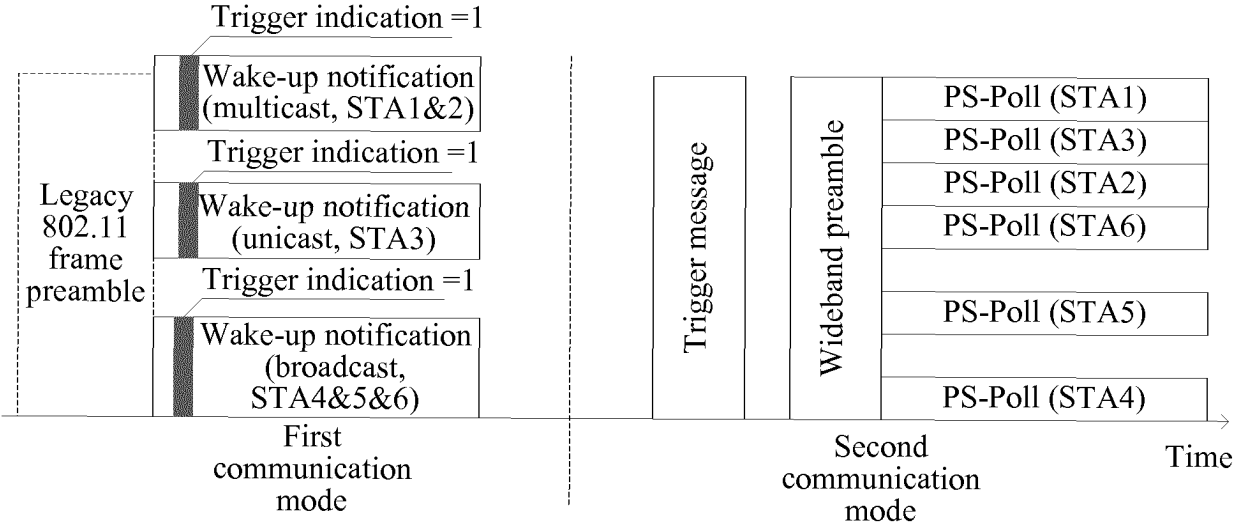 Trigger indication =1
Wake-up notification
(multicast, STA1&2)
Trigger indication =1
Wake-up notification
(unicast, STA3)
Trigger indication =1
Wake-up notification
(broadcast,
STA4&5&6)
Legacy
802.11
frame
preamble
First
communication
mode
Trigger message
Wideband preamble
PS-Poll (STA1)
PS-Poll (STA3)
PS-Poll (STA2)
PS-Poll (STA6)
PS-Poll (STA5)
PS-Poll (STA4)
Second
communication
mode
Time